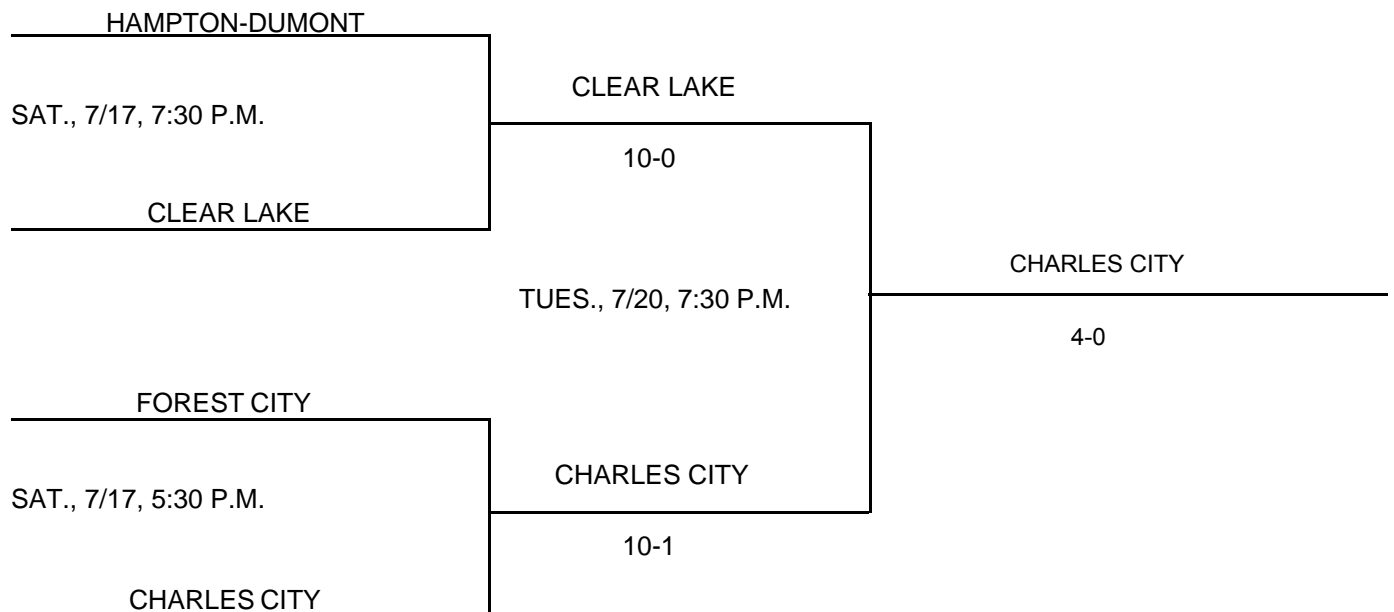 HAMPTON-DUMONT
CLEAR LAKE
SAT., 7/17, 7:30 P.M.
10-0
CLEAR LAKE
CHARLES CITY
TUES., 7/20, 7:30 P.M.
4-0
FOREST CITY
CHARLES CITY
SAT., 7/17, 5:30 P.M.
10-1
CHARLES CITY